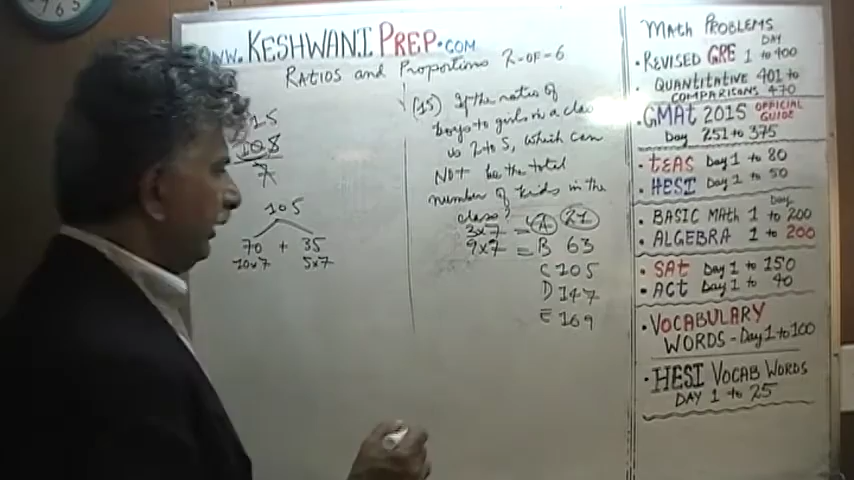 www.KESHWANI PREP.COM
RATIOS and Proportions 2-OF-6
15
7
105
70 + 35
10x7 5x7
(15) If the ratio of
boys to girls in a class
is 2 to 5, which can
NOT be the total
number of kids in the
class?
3x7 = A 21
9x7 = B 63
C 105
D 147
E 169
MATH PROBLEMS
• REVISED GRE DAY 1 to 400
• QUANTITATIVE 401 to
COMPARISONS 470
• GMAT 2015 OFFICIAL GUIDE
Day 251 to 375
• TEAS Day 1 to 80
• HESI Day 1 to 50
Day
• BASIC MATH 1 to 200
• ALGEBRA 1 to 200
• SAT Day 1 to 150
• ACT Day 1 to 40
• VOCABULARY
WORDS - Day 1 to 100
• HESI VOCAB WORDS
DAY 1 to 25